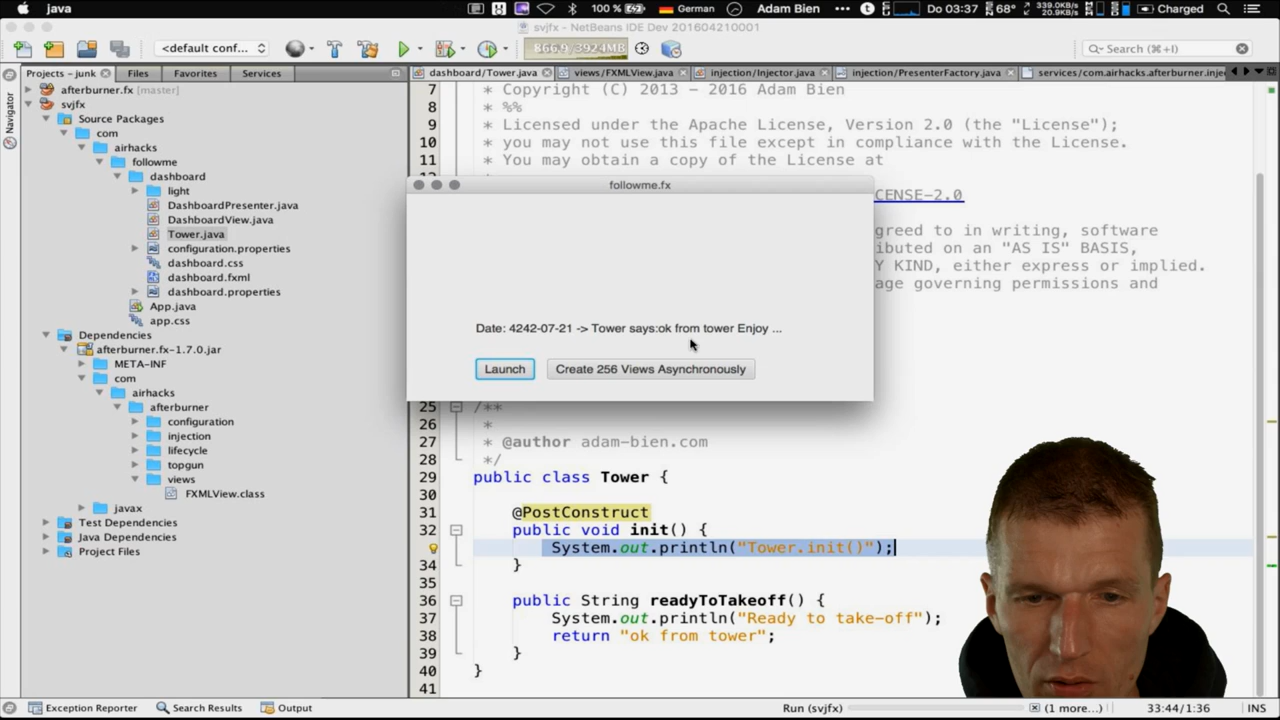 java
100 %
German
Adam Bien
Do 03:37
68°
339.0KB/s
20.9KB/s
Charged
svjfx - NetBeans IDE Dev 201604210001
<default conf...
866,9/3924MB
Search (⌘+I)
Projects - junk
Files
Favorites
Services
dashboard/Tower.java
views/FXMLView.java
injection/Injector.java
injection/PresenterFactory.java
services/com.airhacks.afterburner.inje
Navigator
afterburner.fx [master]
svjfx
Source Packages
com
airhacks
followme
dashboard
light
DashboardPresenter.java
DashboardView.java
Tower.java
configuration.properties
dashboard.css
dashboard.fxml
dashboard.properties
App.java
app.css
Dependencies
afterburner.fx-1.7.0.jar
META-INF
com
airhacks
afterburner
configuration
injection
lifecycle
topgun
views
FXMLView.class
javax
Test Dependencies
Java Dependencies
Project Files
7 * Copyright (C) 2013 - 2016 Adam Bien
8 * %%
9 * Licensed under the Apache License, Version 2.0 (the "License");
10 * you may not use this file except in compliance with the License.
11 * You may obtain a copy of the License at
CENSE-2.0
greed to in writing, software
ibuted on an "AS IS" BASIS,
Y KIND, either express or implied.
age governing permissions and
followme.fx
Date: 4242-07-21 -> Tower says:ok from tower Enjoy ...
Launch
Create 256 Views Asynchronously
25 /**
26 *
27 * @author adam-bien.com
28 */
29 public class Tower {
30
31 @PostConstruct
32 public void init() {
System.out.println("Tower.init()");
34 }
35
36 public String readyToTakeoff() {
37 System.out.println("Ready to take-off");
38 return "ok from tower";
39 }
40 }
41
Exception Reporter
Search Results
Output
Run (svjfx)
(1 more...)
33:44/1:36
INS